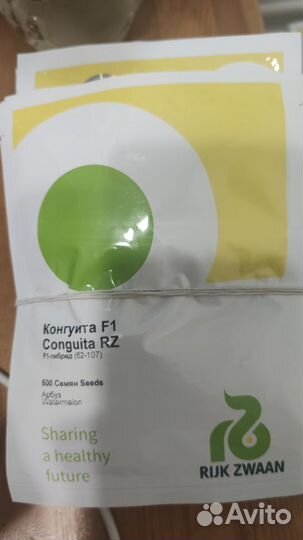 Конгуита F1
Conguita RZ
F1-гибрид (62-107)
500 Семян Seeds
Арбуз
Watermelon
Sharing
a healthy
future
RIJK ZWAAN
Avito